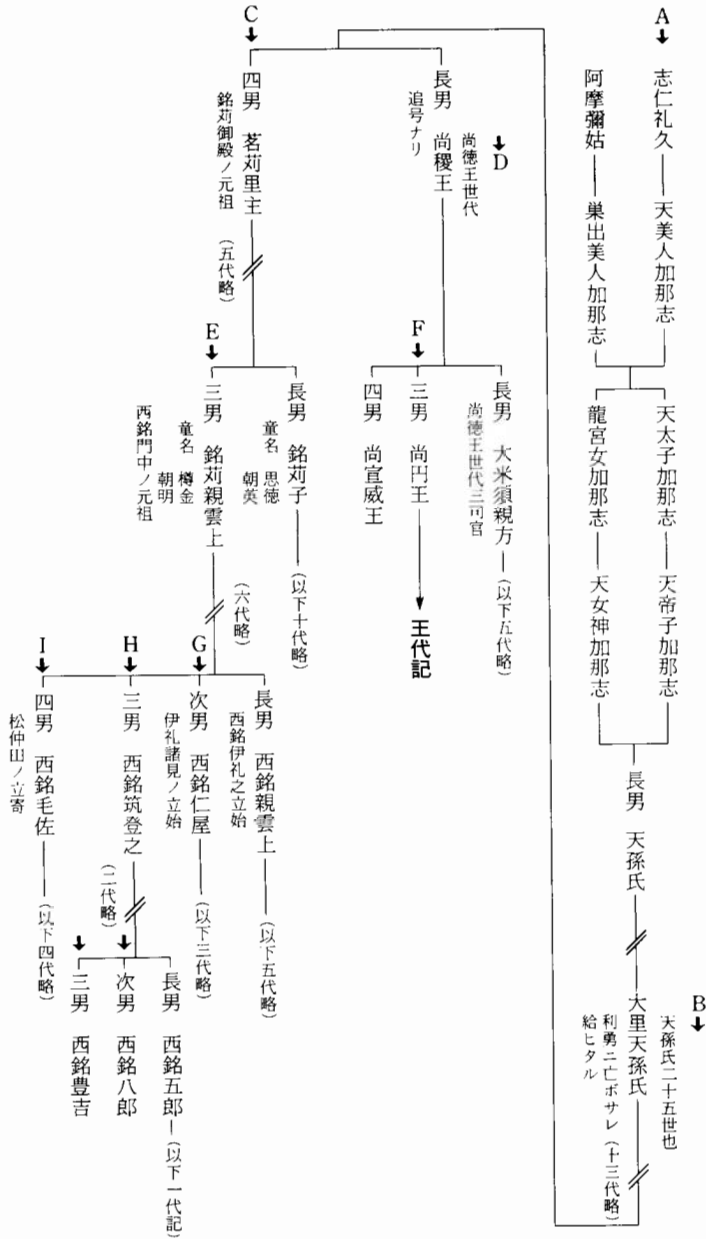 A
志仁礼久
天美人加那志
阿摩彌姑
巣出美人加那志
天太子加那志
天帝子加那志
龍宮女加那志
天女神加那志
長男 天孫氏
B
天孫氏二十五世也
大里天孫氏
利勇ニ亡ボサレ
給ヒタル
(十三代略)
D
尚徳王世代
長男 尚稷王
追号ナリ
C
四男 茗苅里主
銘苅御殿ノ元祖
(五代略)
長男 大米須親方
尚徳王世代三司官
(以下五代略)
F
三男 尚円王
王代記
四男 尚宣威王
長男 銘苅子
童名 思徳
朝英
(以下十代略)
E
三男 銘苅親雲上
童名 樽金
朝明
西銘門中ノ元祖
(六代略)
長男 西銘親雲上
西銘伊礼之立始
(以下五代略)
G
次男 西銘仁屋
伊礼諸見ノ立始
(以下三代略)
H
三男 西銘筑登之
(二代略)
I
四男 西銘毛佐
松仲田ノ立寄
(以下四代略)
長男 西銘五郎
(以下一代記)
次男 西銘八郎
三男 西銘豊吉